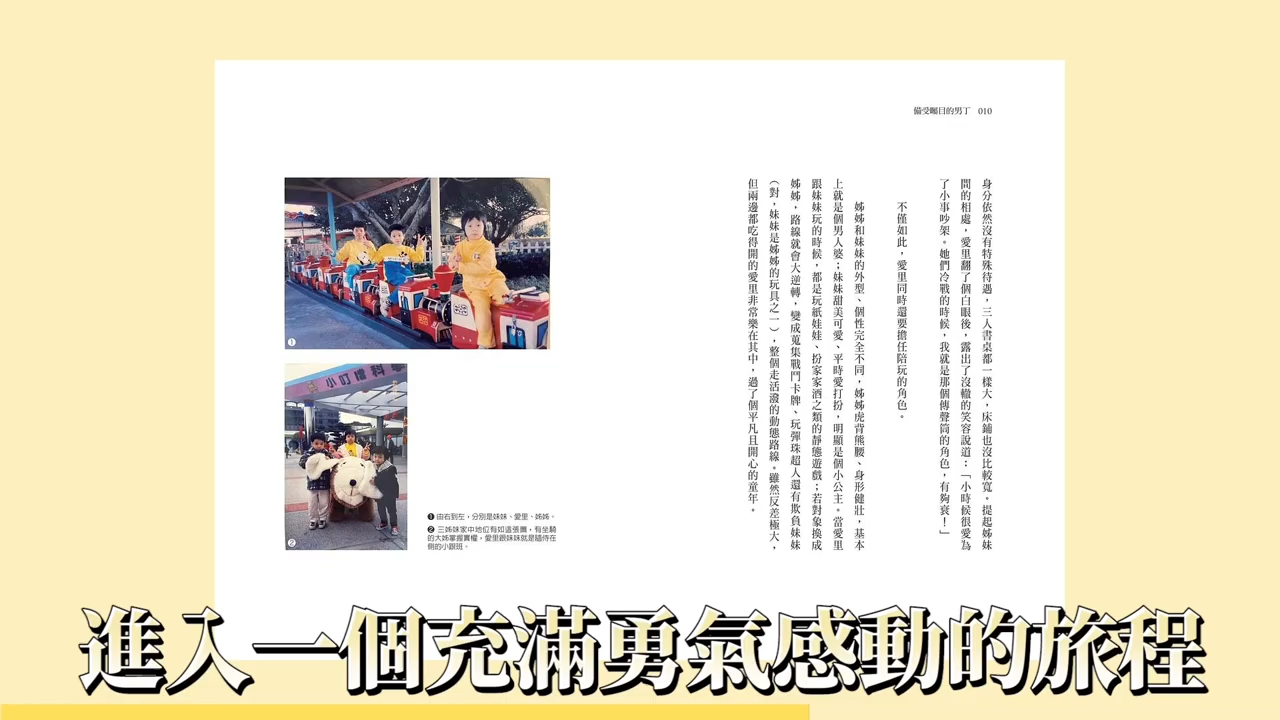 備受矚目的男丁 010
身分依然沒有特殊待遇，三人書桌都一樣大，床鋪也沒比較寬。提起姊妹
間的相處，愛里翻了個白眼後，露出了沒轍的笑容說道：「小時候很愛為
了小事吵架。她們冷戰的時候，我就是那個傳聲筒的角色，有夠衰！」
不僅如此，愛里同時還要擔任陪玩的角色。
姊姊和妹妹的外型、個性完全不同，姊姊虎背熊腰、身形健壯，基本
上就是個男人婆；妹妹甜美可愛、平時愛打扮，明顯是個小公主。當愛里
跟妹妹玩的時候，都是玩紙娃娃、扮家家酒之類的靜態遊戲；若對象換成
姊姊，路線就會大逆轉，變成蒐集戰鬥卡牌、玩彈珠超人還有欺負妹妹
（對，妹妹是姊姊的玩具之一），整個走活潑的動態路線。雖然反差極大，
但兩邊都吃得開的愛里非常樂在其中，過了個平凡且開心的童年。
❶
小叮噹科學
❷
❶ 由右到左，分別是妹妹、愛里、姊姊。
❷ 三姊妹家中地位有如這張圖，有坐騎
的大姊掌握實權，愛里跟妹妹就是隨侍在
側的小跟班。
進入一個充滿勇氣感動的旅程